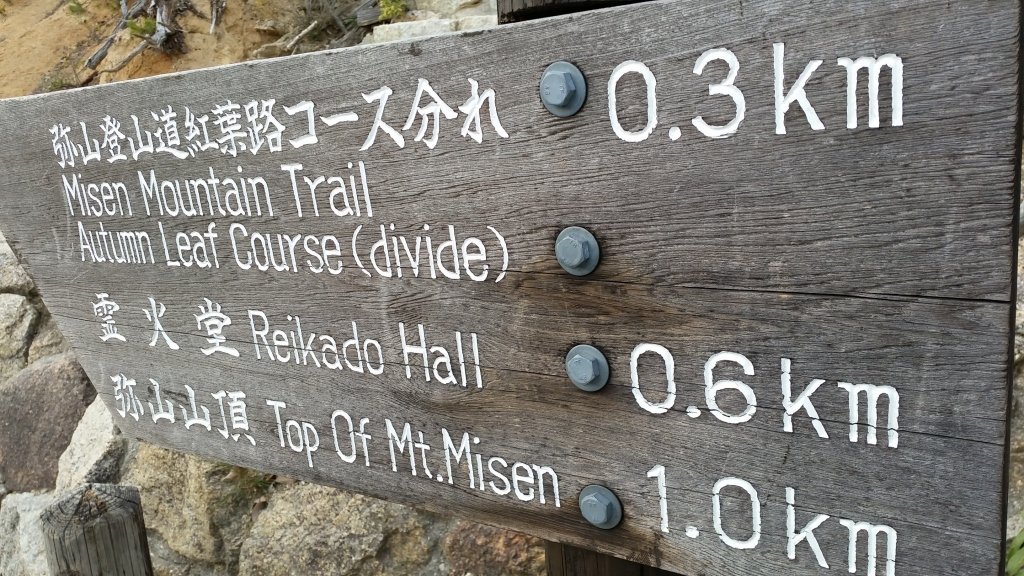 弥山登山道紅葉路コース分れ 0.3km
Misen Mountain Trail
Autumn Leaf Course (divide)
霊火堂 Reikado Hall 0.6km
弥山山頂 Top Of Mt.Misen 1.0km